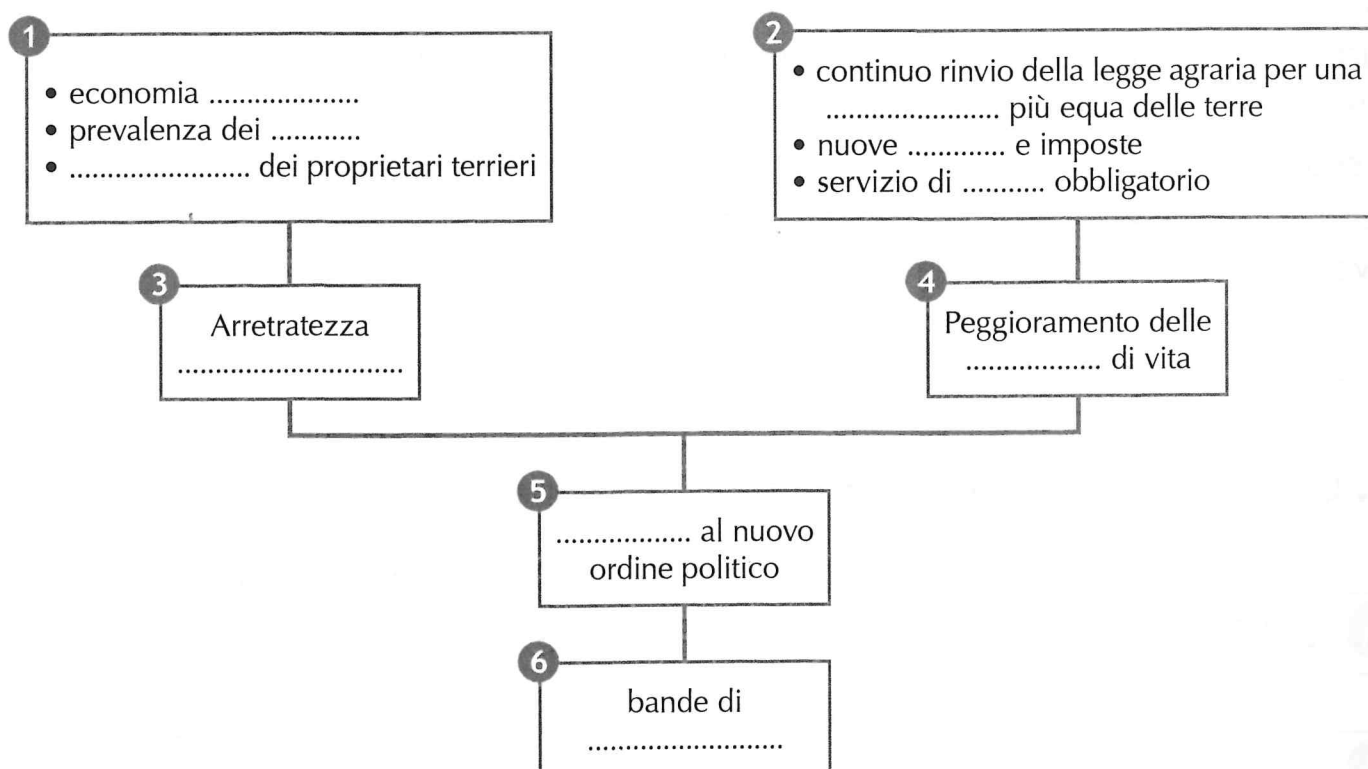 1
• economia .....................
• prevalenza dei ............
• ........................ dei proprietari terrieri
2
• continuo rinvio della legge agraria per una
....................... più equa delle terre
• nuove ............. e imposte
• servizio di ........... obbligatorio
3
Arretratezza
..............................
4
Peggioramento delle
.................. di vita
5
.................. al nuovo
ordine politico
6
bande di
..........................